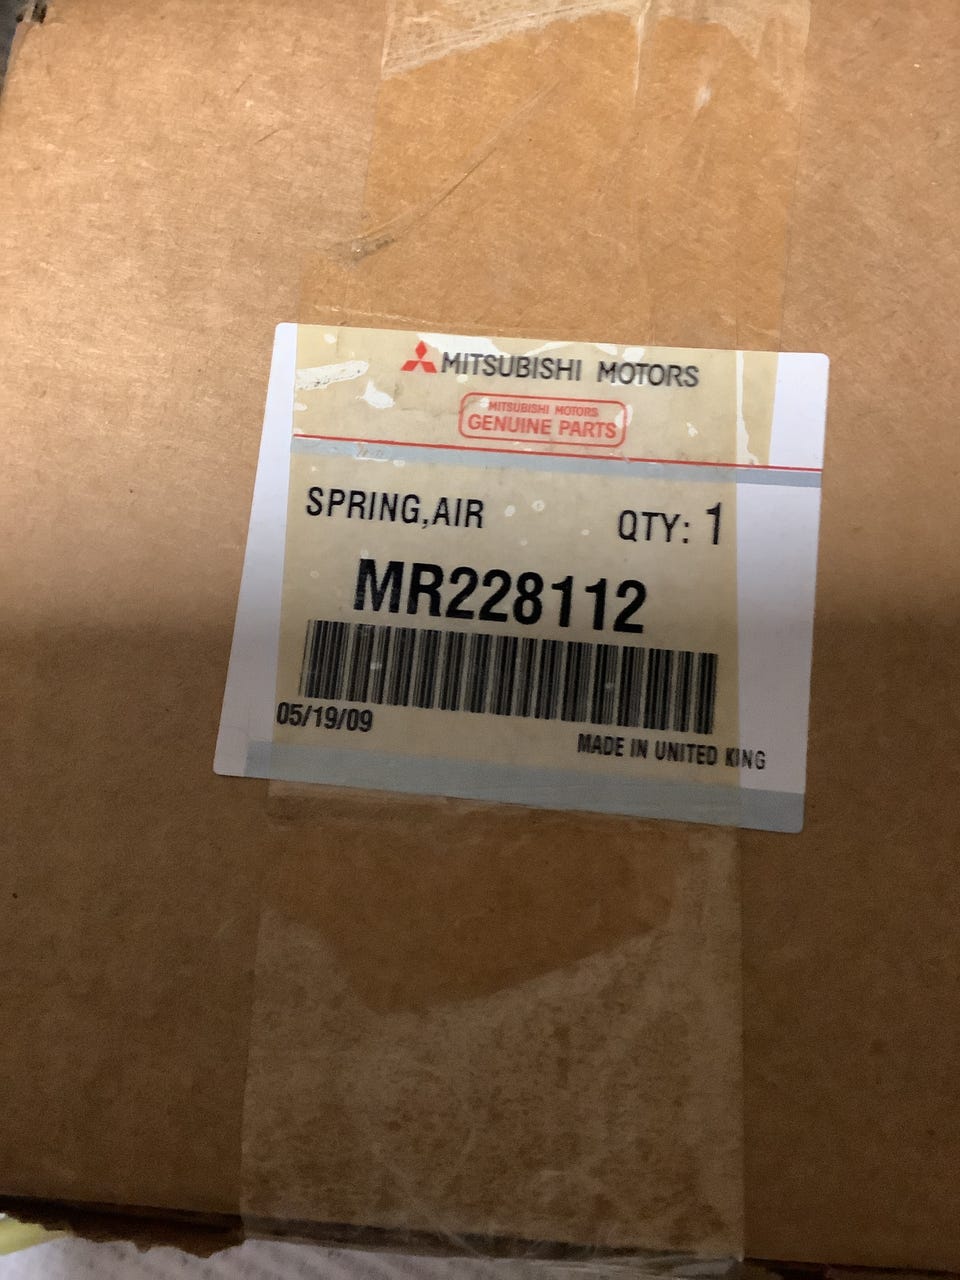 MITSUBISHI MOTORS
MITSUBISHI MOTORS
GENUINE PARTS
SPRING,AIR QTY: 1
MR228112
05/19/09
MADE IN UNITED KING